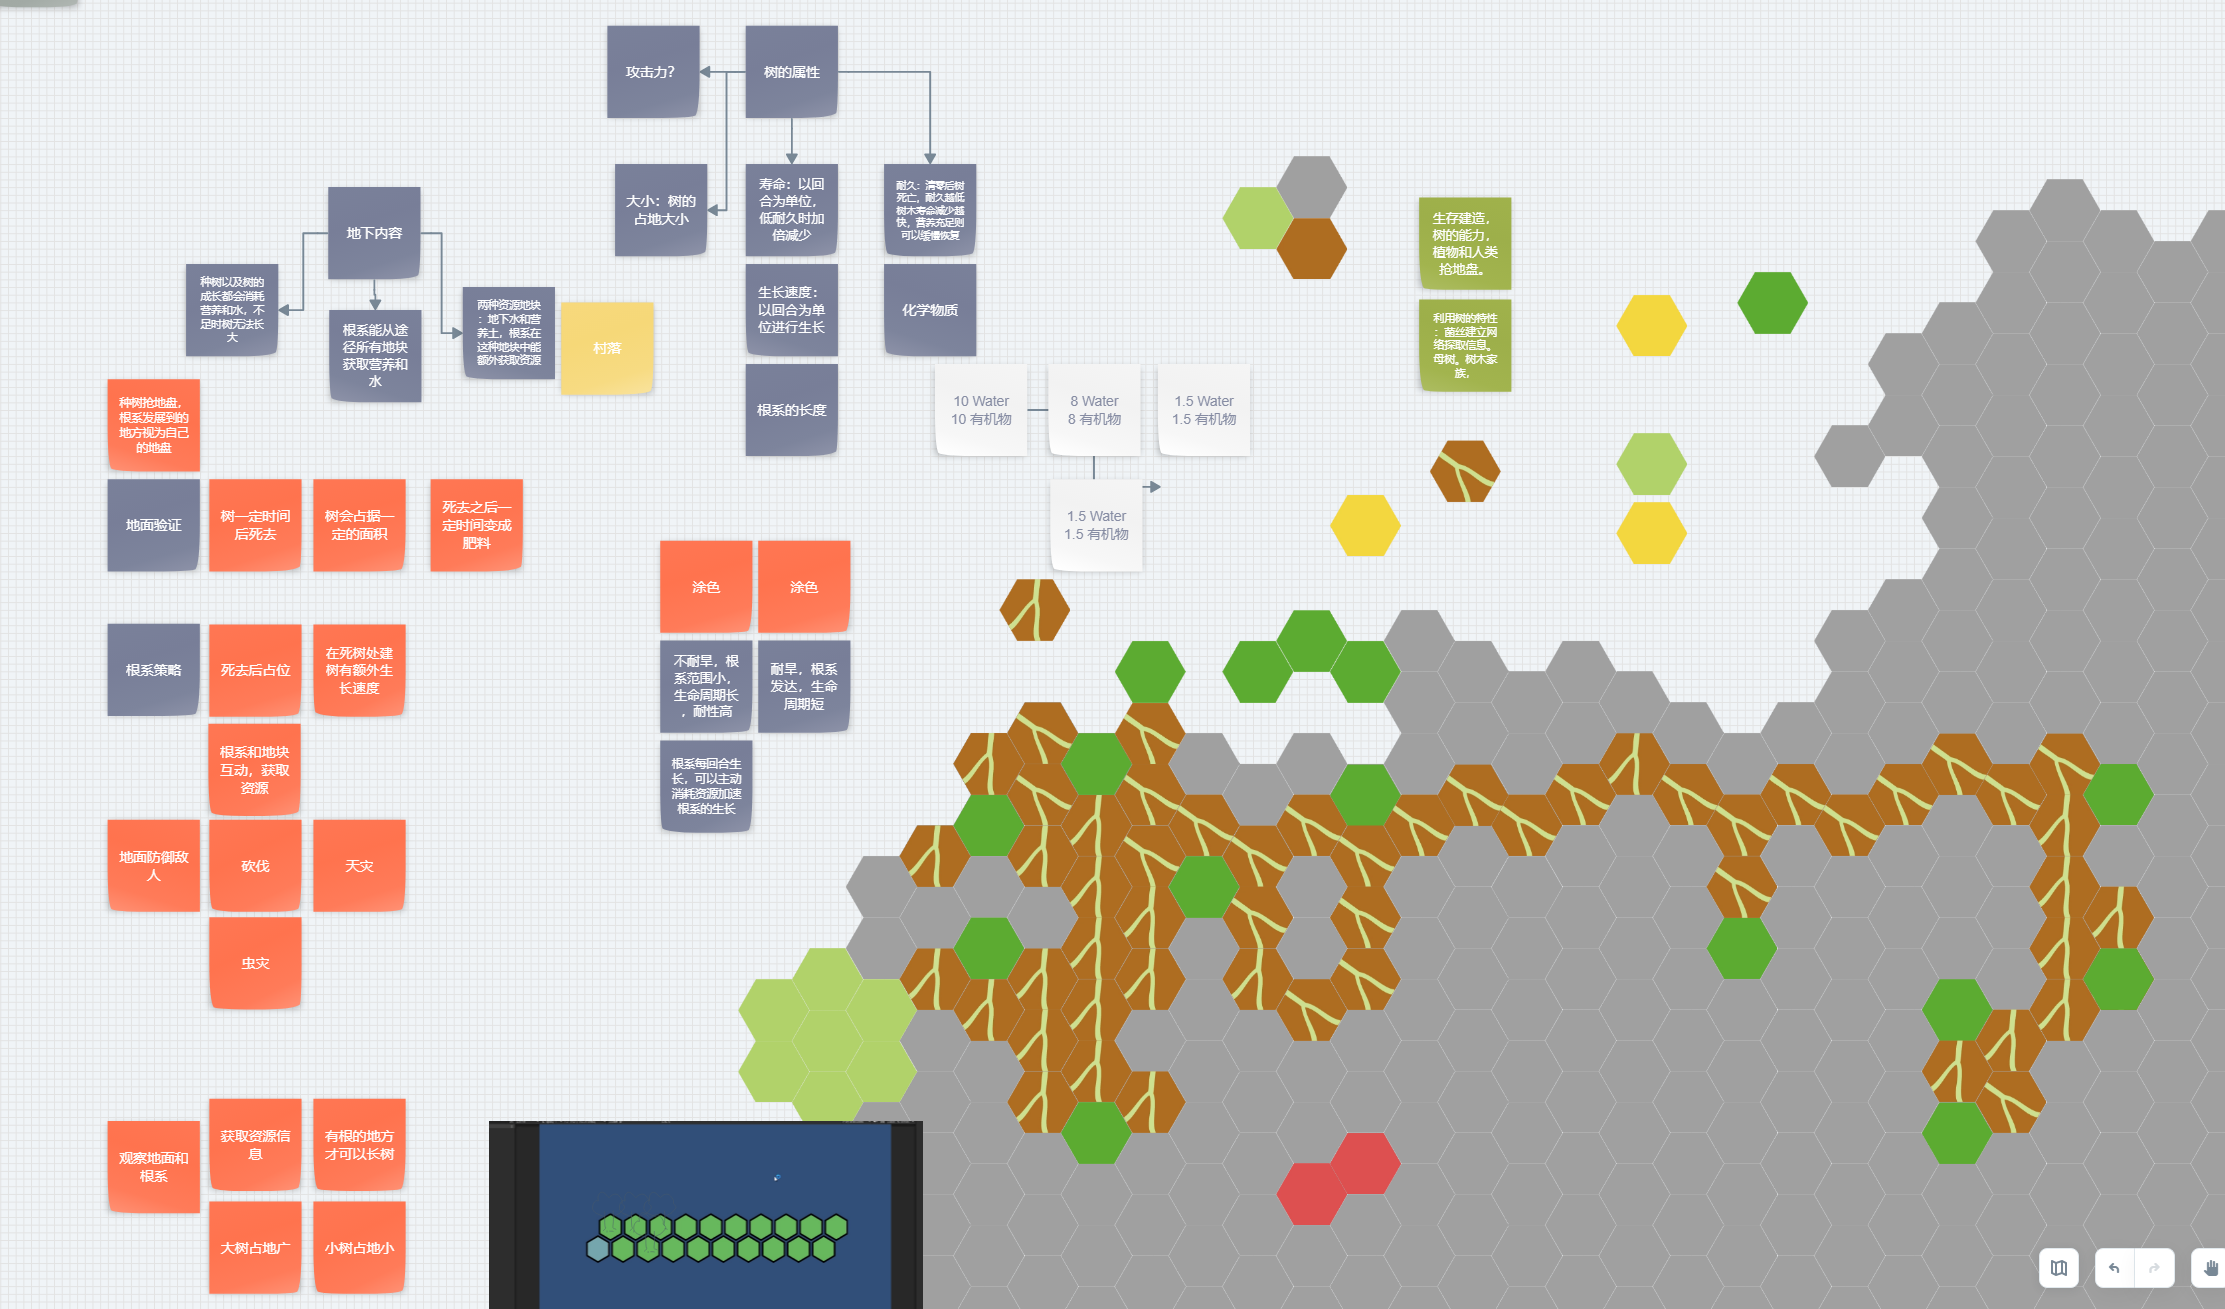 攻击力?
树的属性
大小：树的
占地大小
寿命：以回
合为单位，
低耐久时加
倍减少
耐久：清零后树
死亡，耐久越低
树木寿命减少越
快，营养充足则
可以缓慢恢复
生长速度：
以回合为单
位进行生长
化学物质
根系的长度
地下内容
种树以及树的
成长都会消耗
营养和水，不
足时树无法长
大
根系能从途
径所有地块
获取营养和
水
两种资源地块
：地下水和营
养土，根系在
这种地块中能
额外获取资源
村落
10 Water
10 有机物
8 Water
8 有机物
1.5 Water
1.5 有机物
1.5 Water
1.5 有机物
生存建造，
树的能力，
植物和人类
抢地盘。
利用树的特性
：菌丝建立网
络探取信息。
母树。树木家
族，
种树抢地盘，
根系发展到的
地方视为自己
的地盘
地面验证
树一定时间
后死去
树会占据一
定的面积
死去之后一
定时间变成
肥料
根系策略
死去后占位
在死树处建
树有额外生
长速度
根系和地块
互动，获取
资源
地面防御敌
人
砍伐
天灾
虫灾
涂色
涂色
不耐旱，根
系范围小，
生命周期长
，耐性高
耐旱，根系
发达，生命
周期短
根系每回合生
长，可以主动
消耗资源加速
根系的生长
观察地面和
根系
获取资源信
息
有根的地方
才可以长树
大树占地广
小树占地小